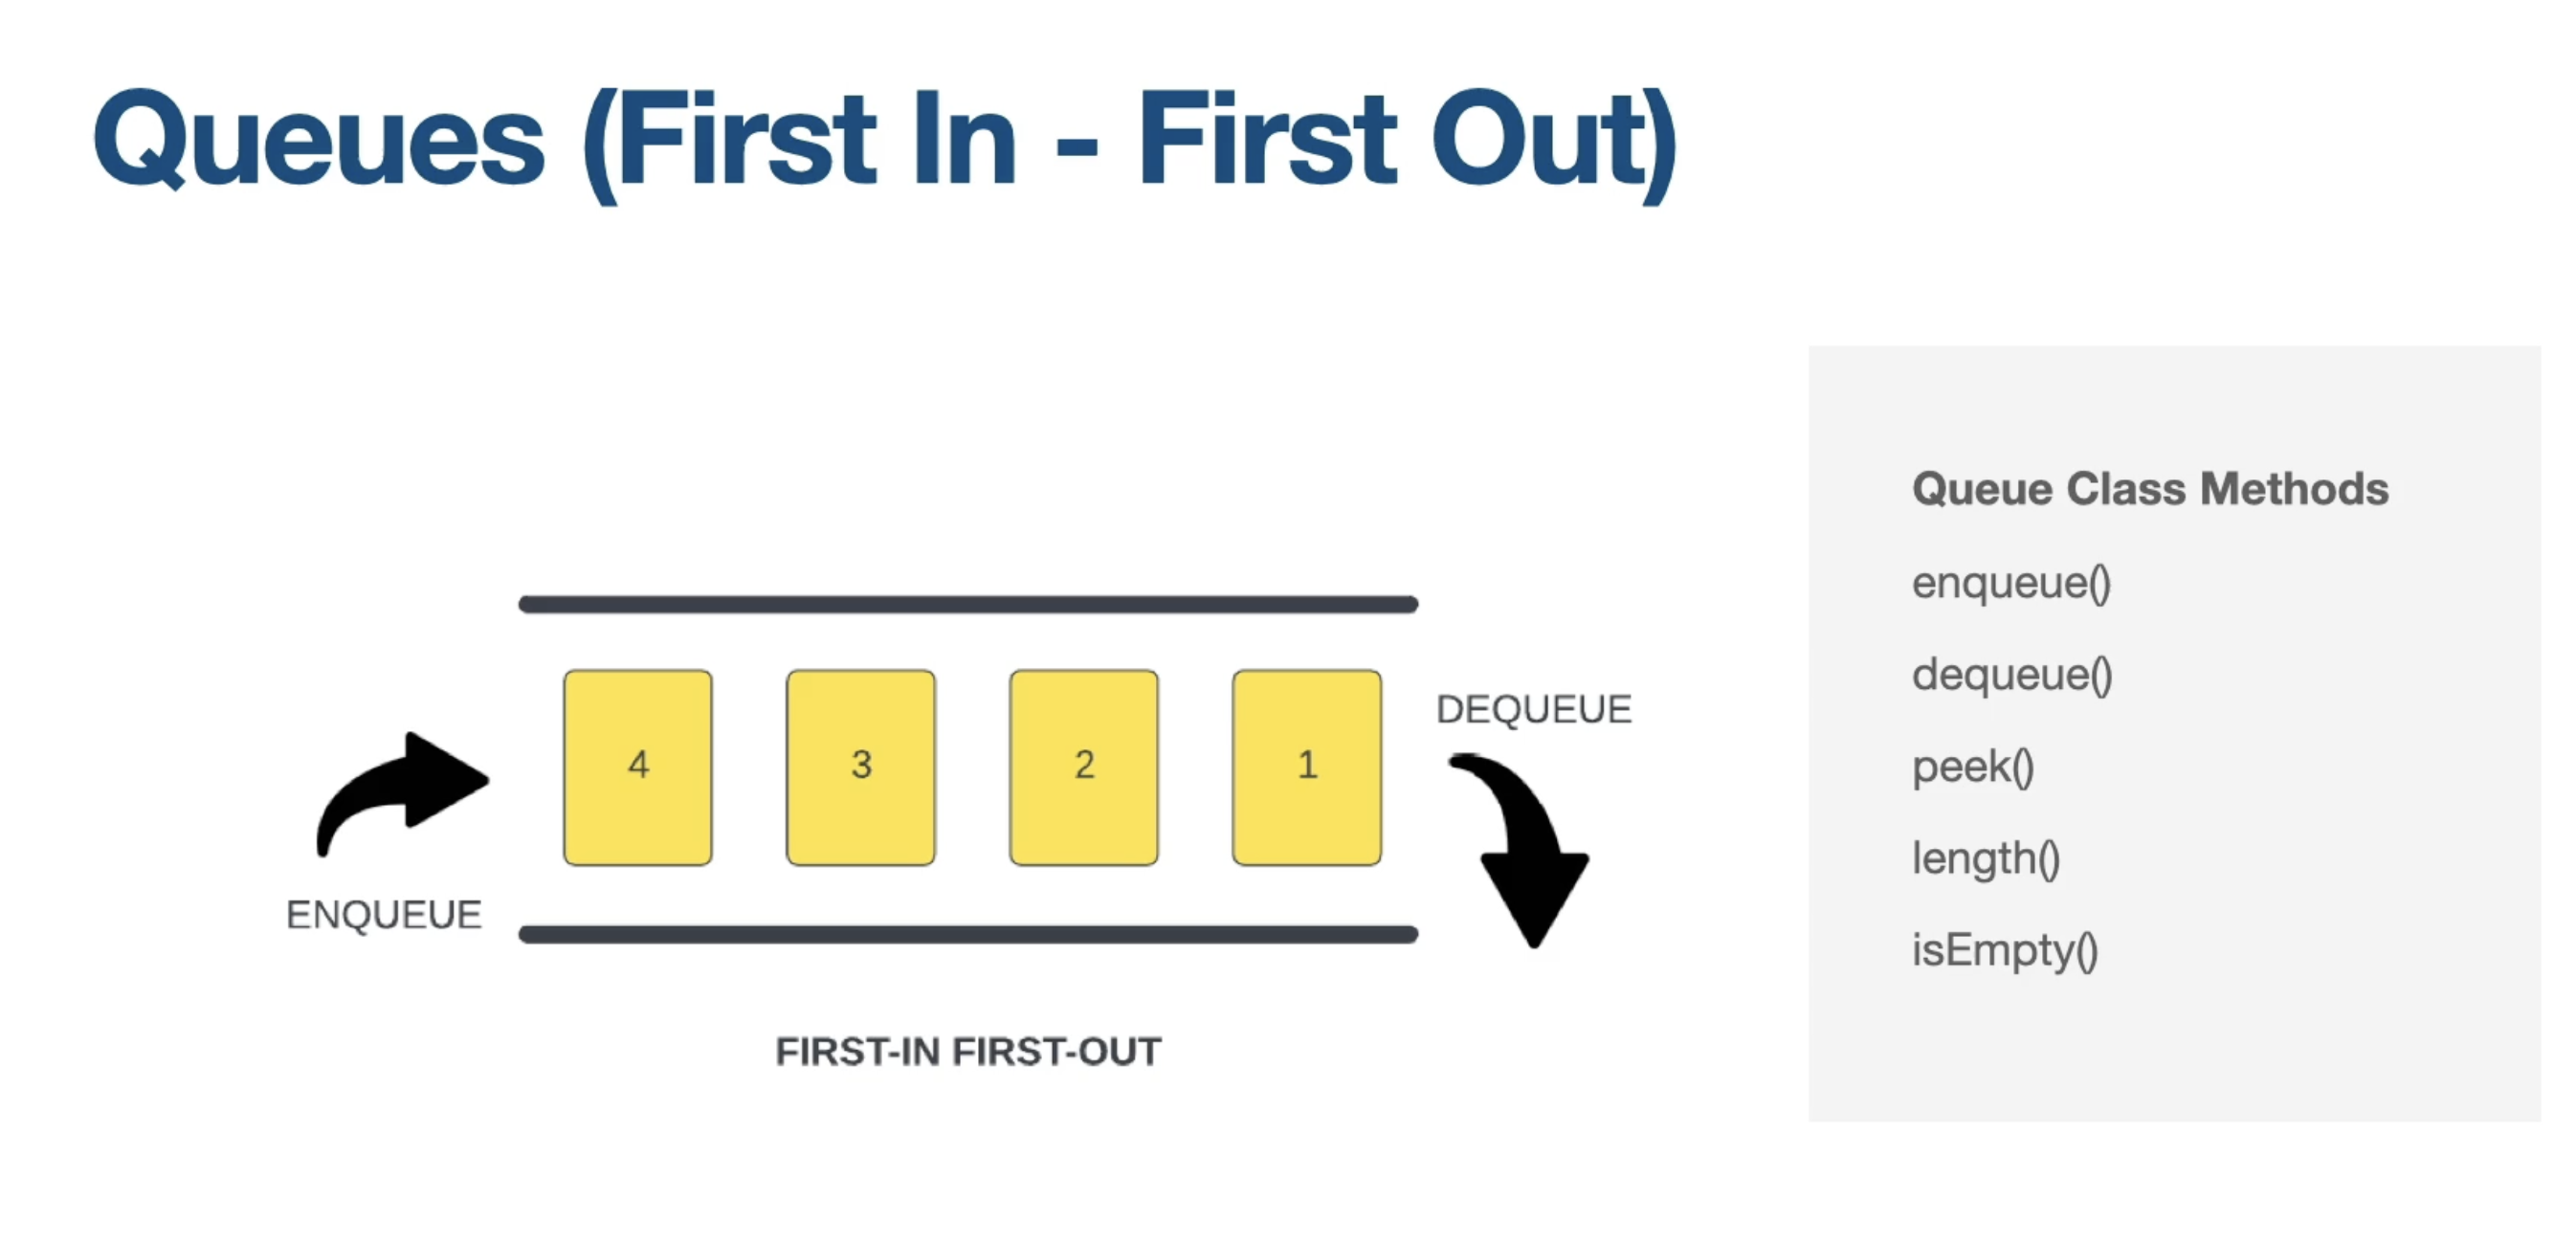 Queues (First In - First Out)
ENQUEUE
4
3
2
1
DEQUEUE
FIRST-IN FIRST-OUT
Queue Class Methods
enqueue()
dequeue()
peek()
length()
isEmpty()